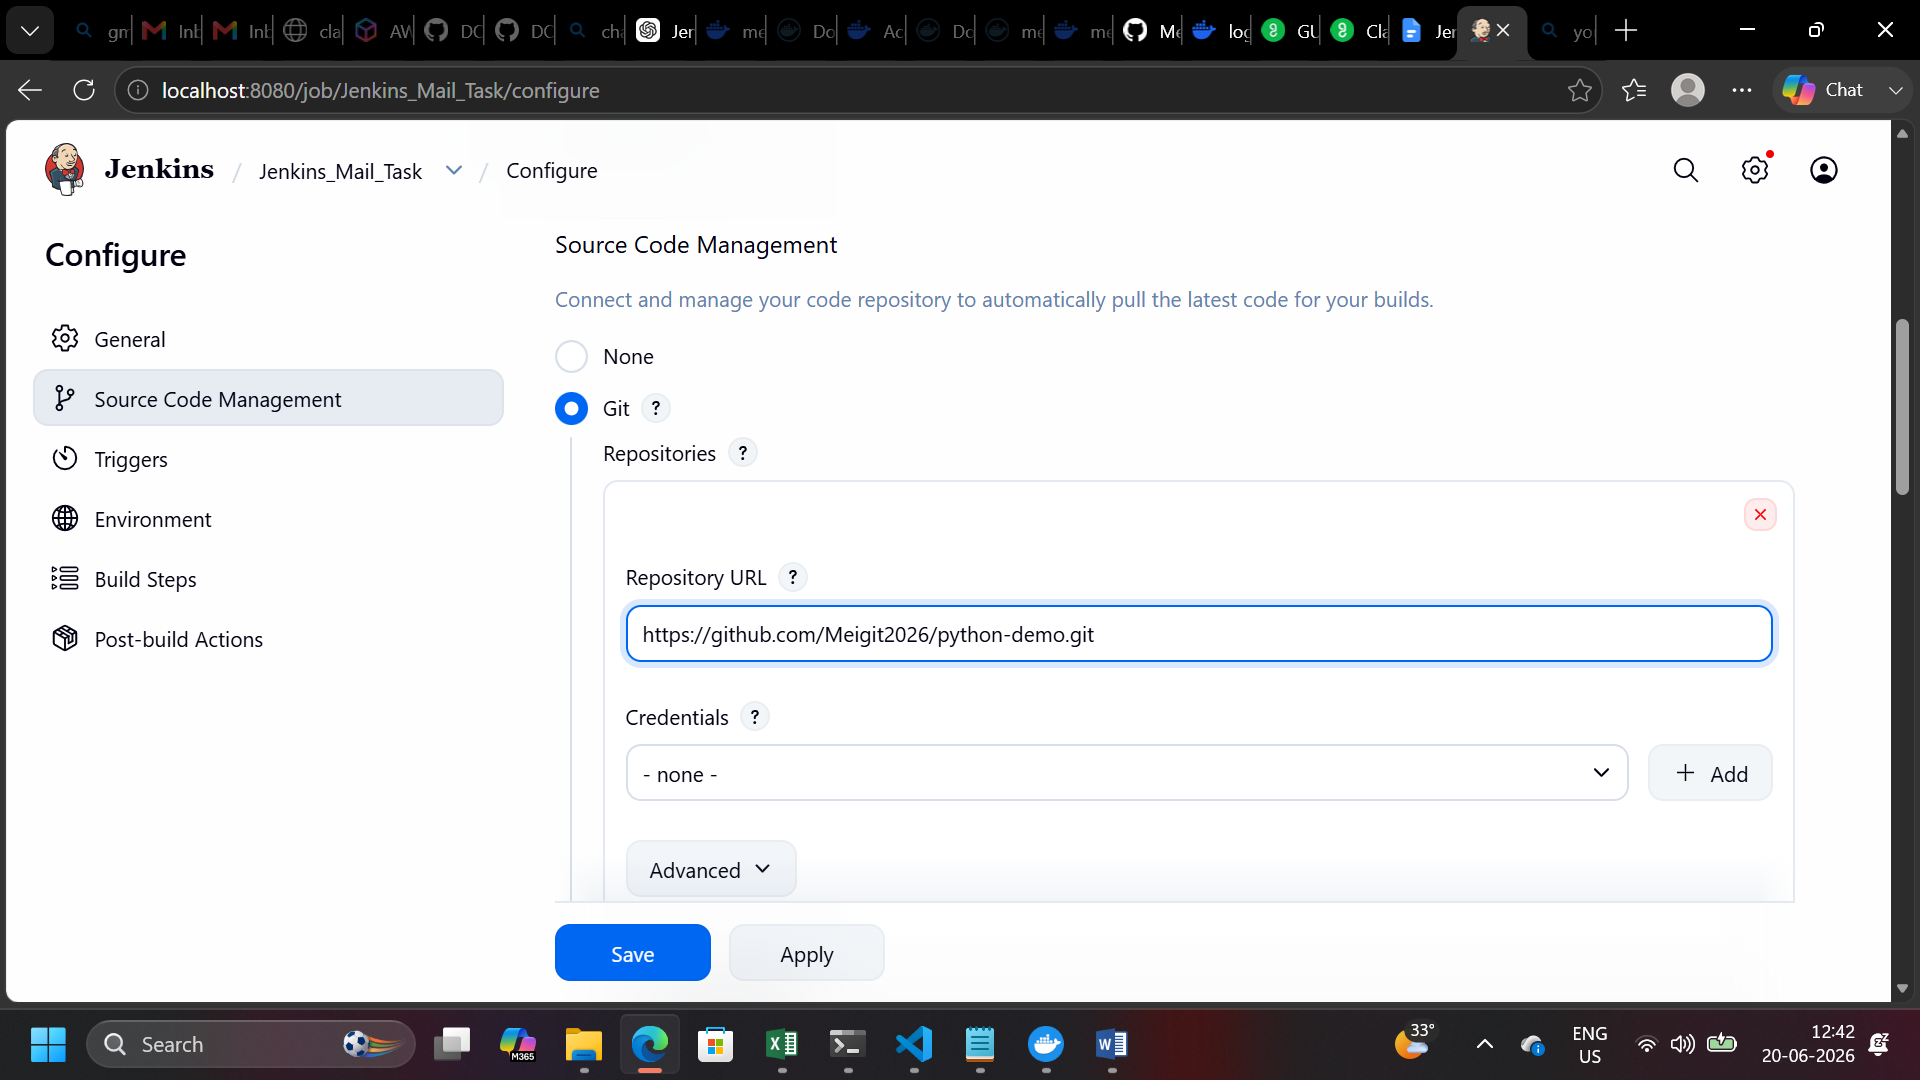 localhost:8080/job/Jenkins_Mail_Task/configure
Chat
Jenkins / Jenkins_Mail_Task / Configure
Configure
General
Source Code Management
Triggers
Environment
Build Steps
Post-build Actions
Source Code Management
Connect and manage your code repository to automatically pull the latest code for your builds.
None
Git ?
Repositories ?
Repository URL ?
https://github.com/Meigit2026/python-demo.git
Credentials ?
- none -
+ Add
Advanced
Save
Apply
Search
M365
33°
ENG
US
12:42
20-06-2026